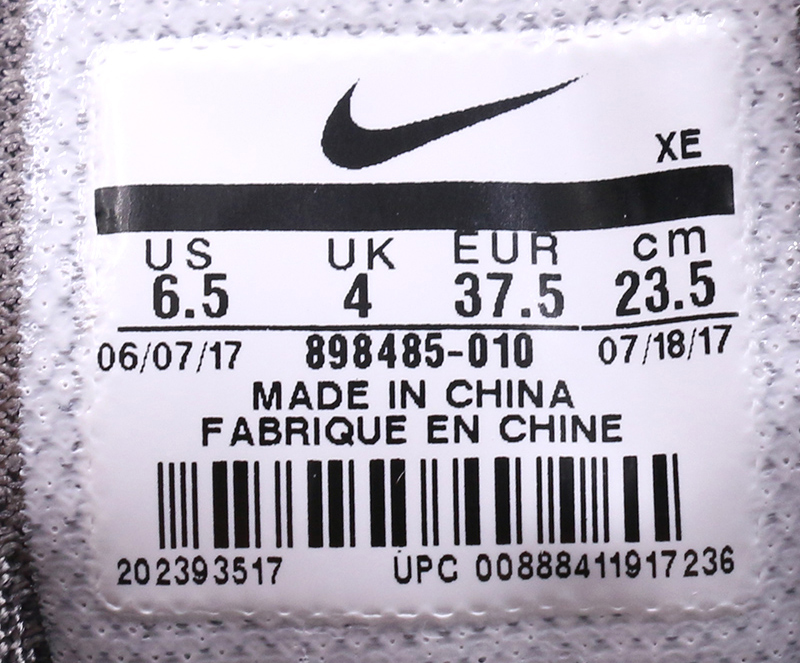 XE
US UK EUR cm
6.5 4 37.5 23.5
06/07/17 898485-010 07/18/17
MADE IN CHINA
FABRIQUE EN CHINE
202393517 UPC 00888411917236